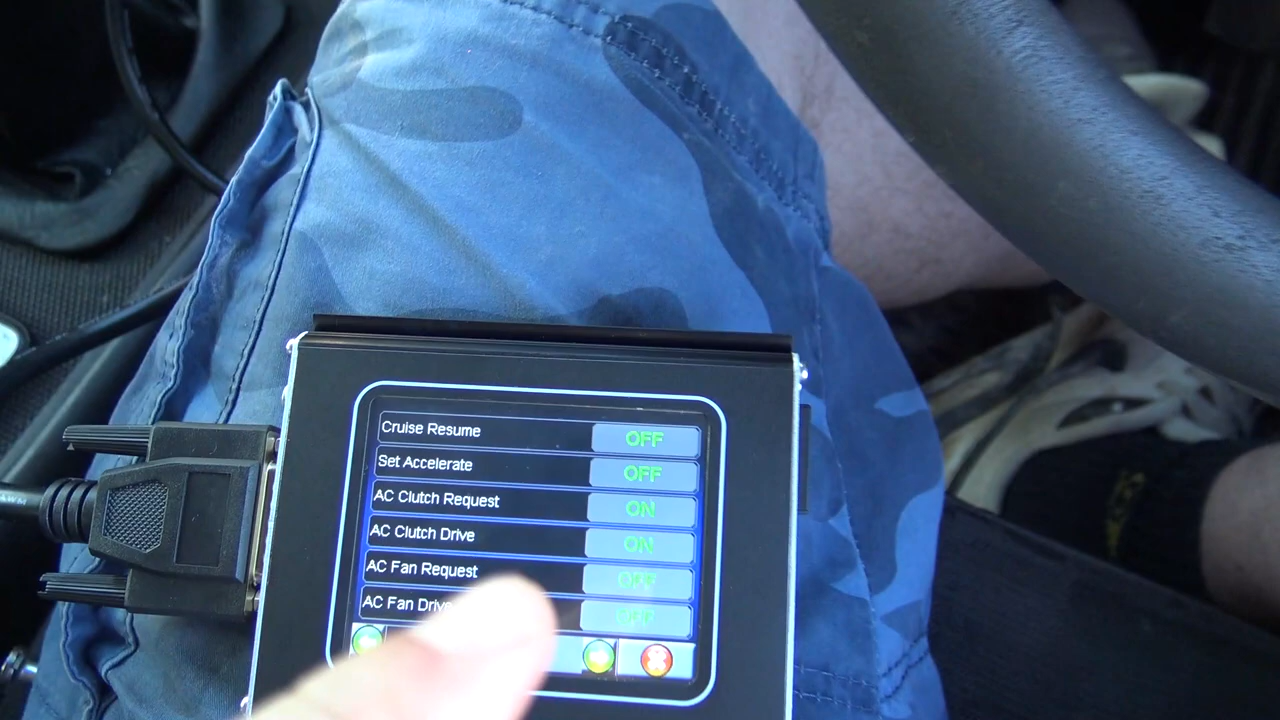 Cruise Resume OFF
Set Accelerate OFF
AC Clutch Request ON
AC Clutch Drive ON
AC Fan Request OFF
AC Fan Drive OFF